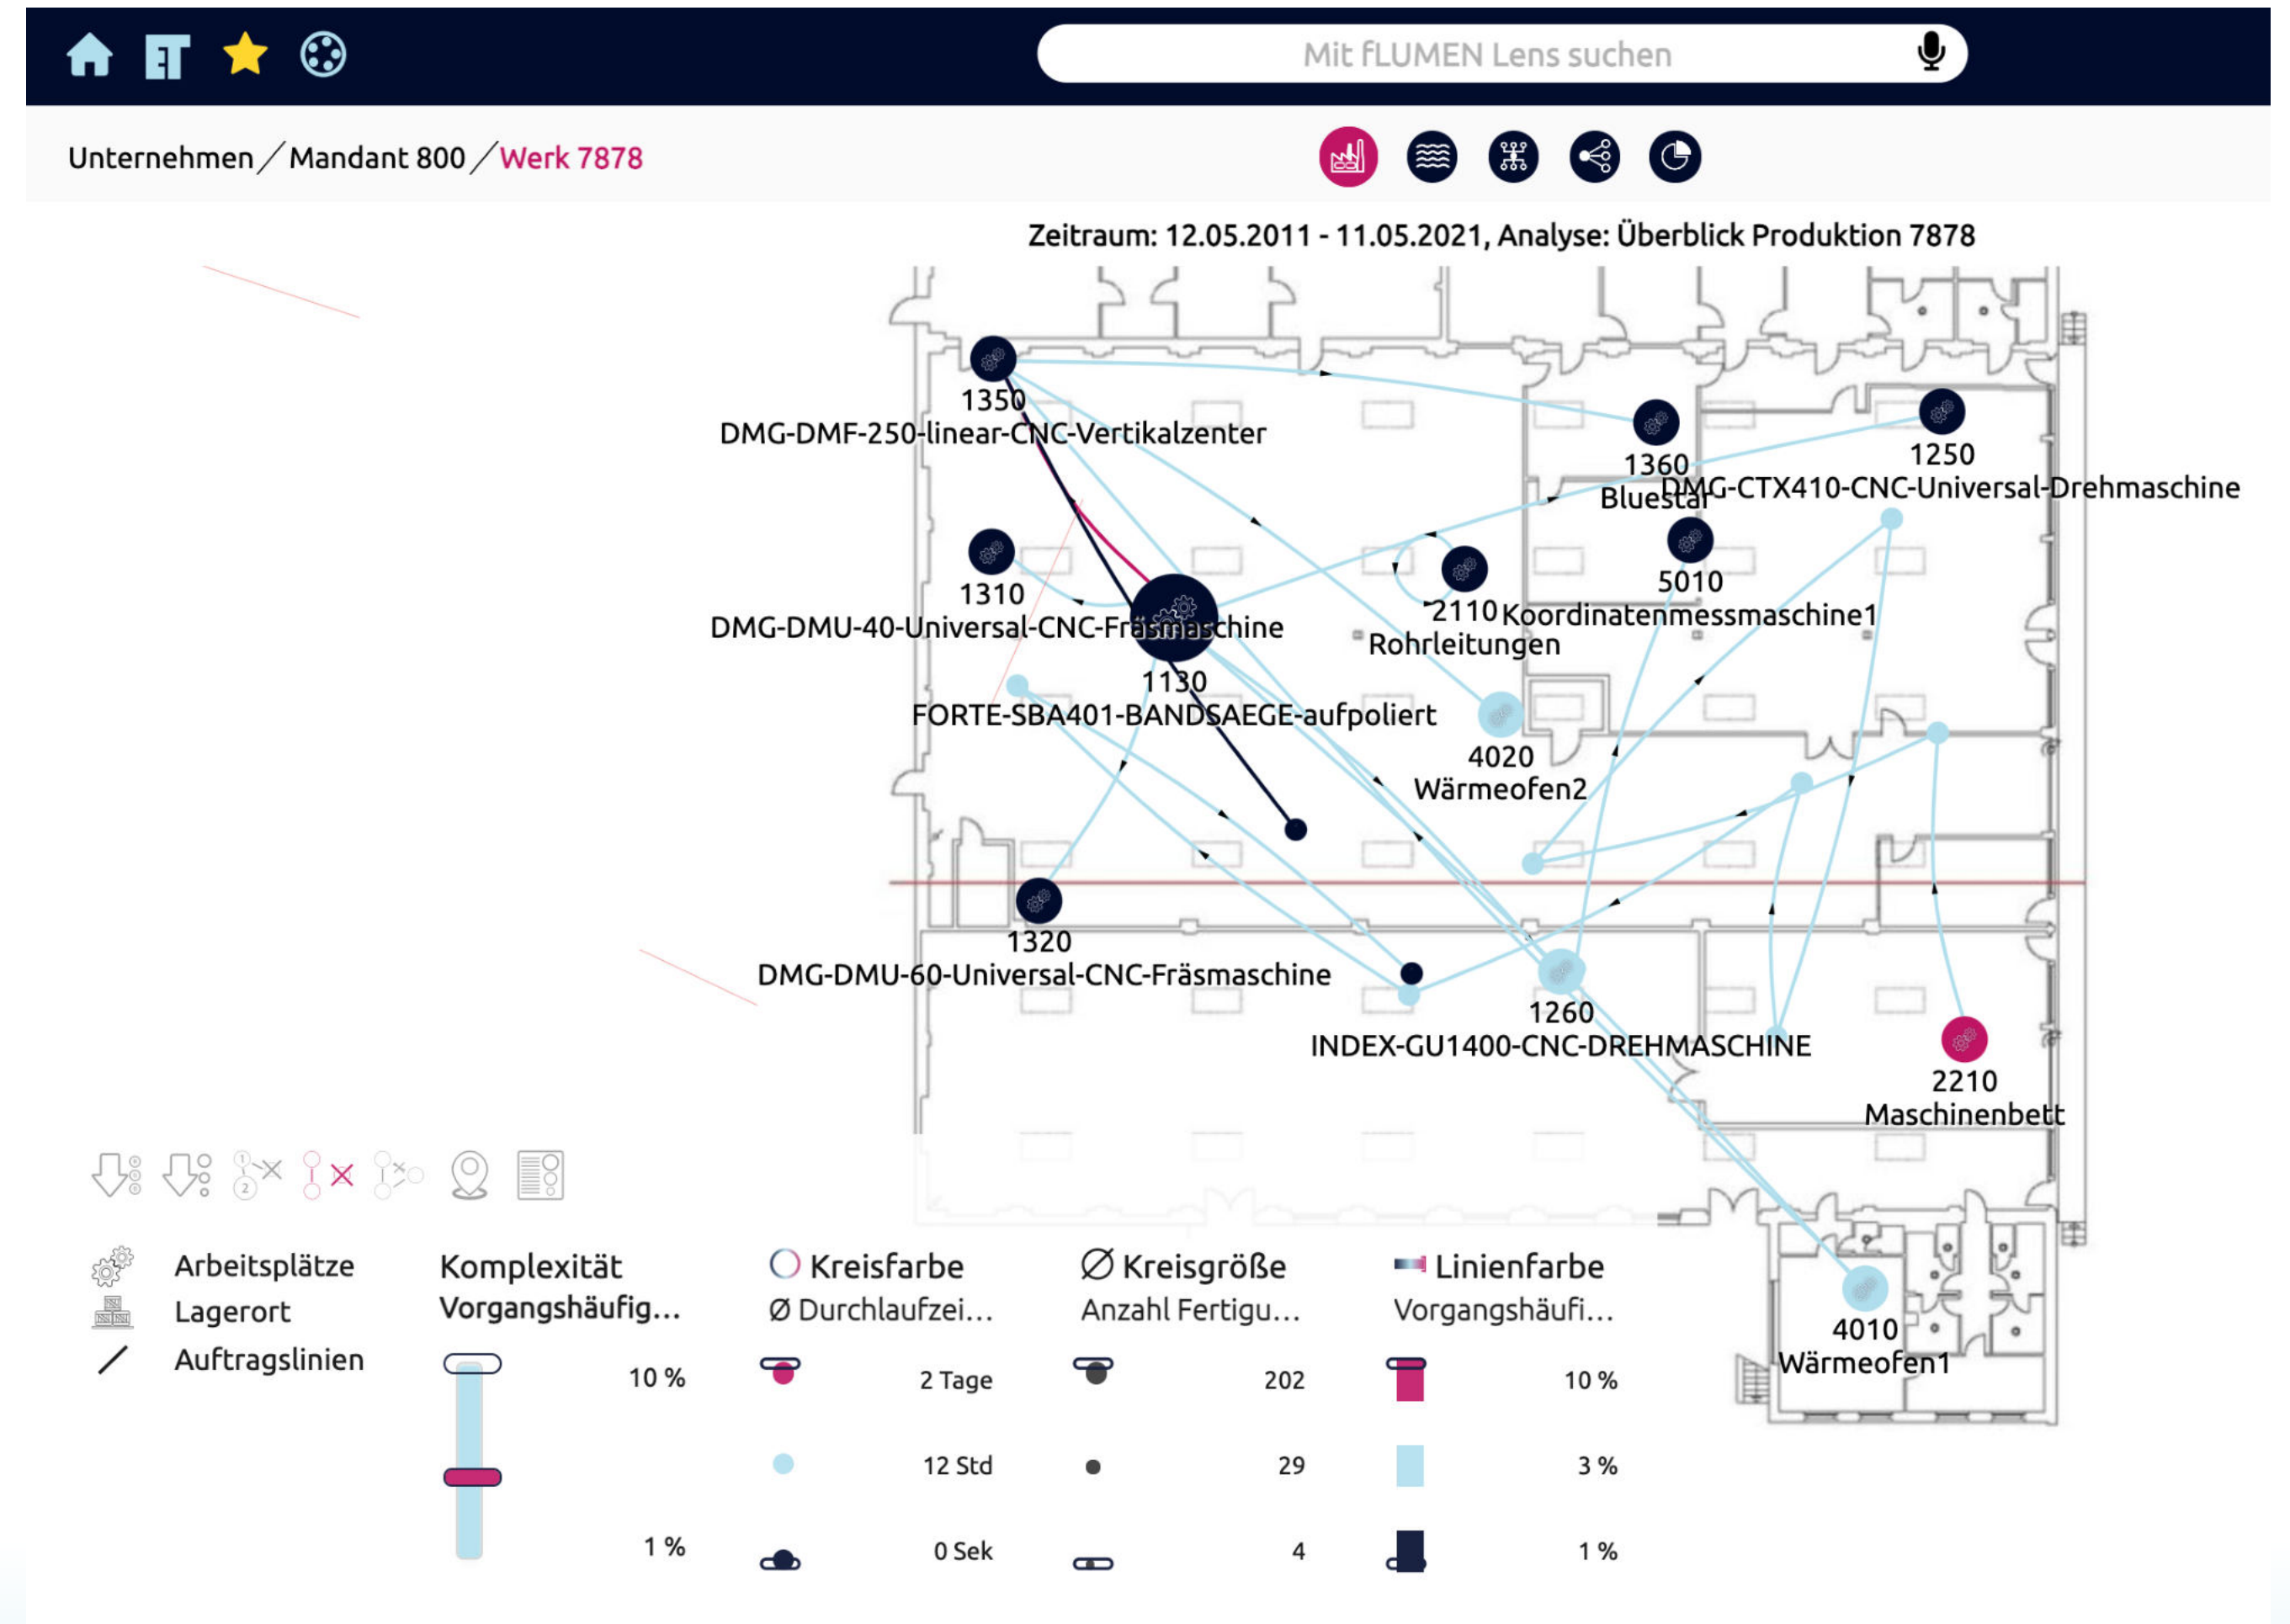 ET
Mit fLUMEN Lens suchen
Unternehmen / Mandant 800 / Werk 7878
Zeitraum: 12.05.2011 - 11.05.2021, Analyse: Überblick Produktion 7878
1350
DMG-DMF-250-linear-CNC-Vertikalzenter
1360
Bluestar
1250
DMG-CTX410-CNC-Universal-Drehmaschine
1310
DMG-DMU-40-Universal-CNC-Fräsmaschine
2110
Rohrleitungen
5010
Koordinatenmessmaschine1
1130
FORTE-SBA401-BANDSAEGE-aufpoliert
4020
Wärmeofen2
1320
DMG-DMU-60-Universal-CNC-Fräsmaschine
1260
INDEX-GU1400-CNC-DREHMASCHINE
2210
Maschinenbett
4010
Wärmeofen1
1
2
Arbeitsplätze
Lagerort
Auftragslinien
Komplexität
Vorgangshäufig...
10 %
1 %
Kreisfarbe
Ø Durchlaufzei...
2 Tage
12 Std
0 Sek
Ø Kreisgröße
Anzahl Fertigu...
202
29
4
Linienfarbe
Vorgangshäufi...
10 %
3 %
1 %